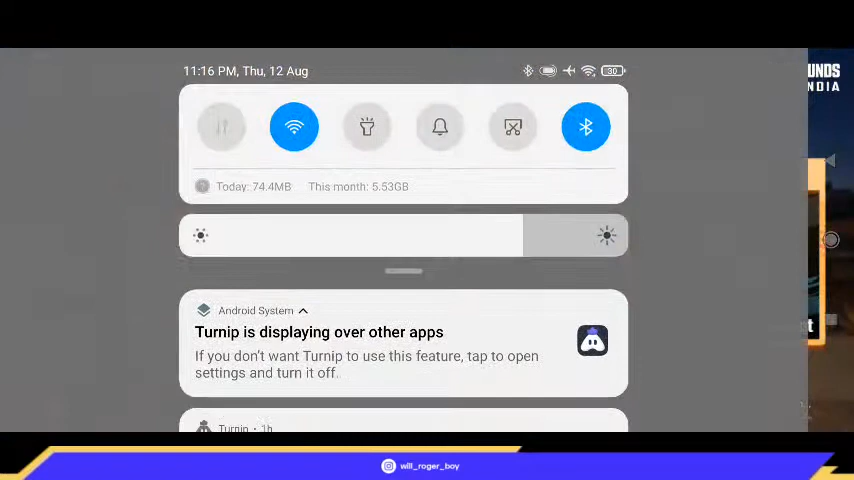 11:16 PM, Thu, 12 Aug
30
UNDS
NDIA
Today: 74.4MB This month: 5.53GB
Android System
Turnip is displaying over other apps
If you don't want Turnip to use this feature, tap to open
settings and turn it off.
Turnip • 1h
will_roger_boy